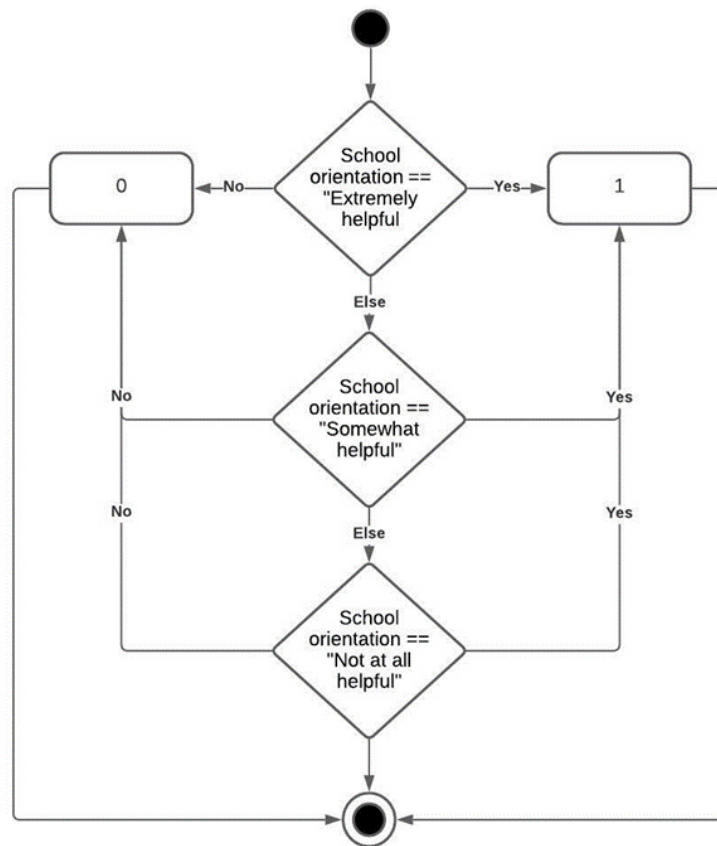 School
orientation ==
"Extremely
helpful
0
No
Yes
1
Else
School
orientation ==
"Somewhat
helpful"
No
Yes
Else
No
Yes
School
orientation ==
"Not at all
helpful"